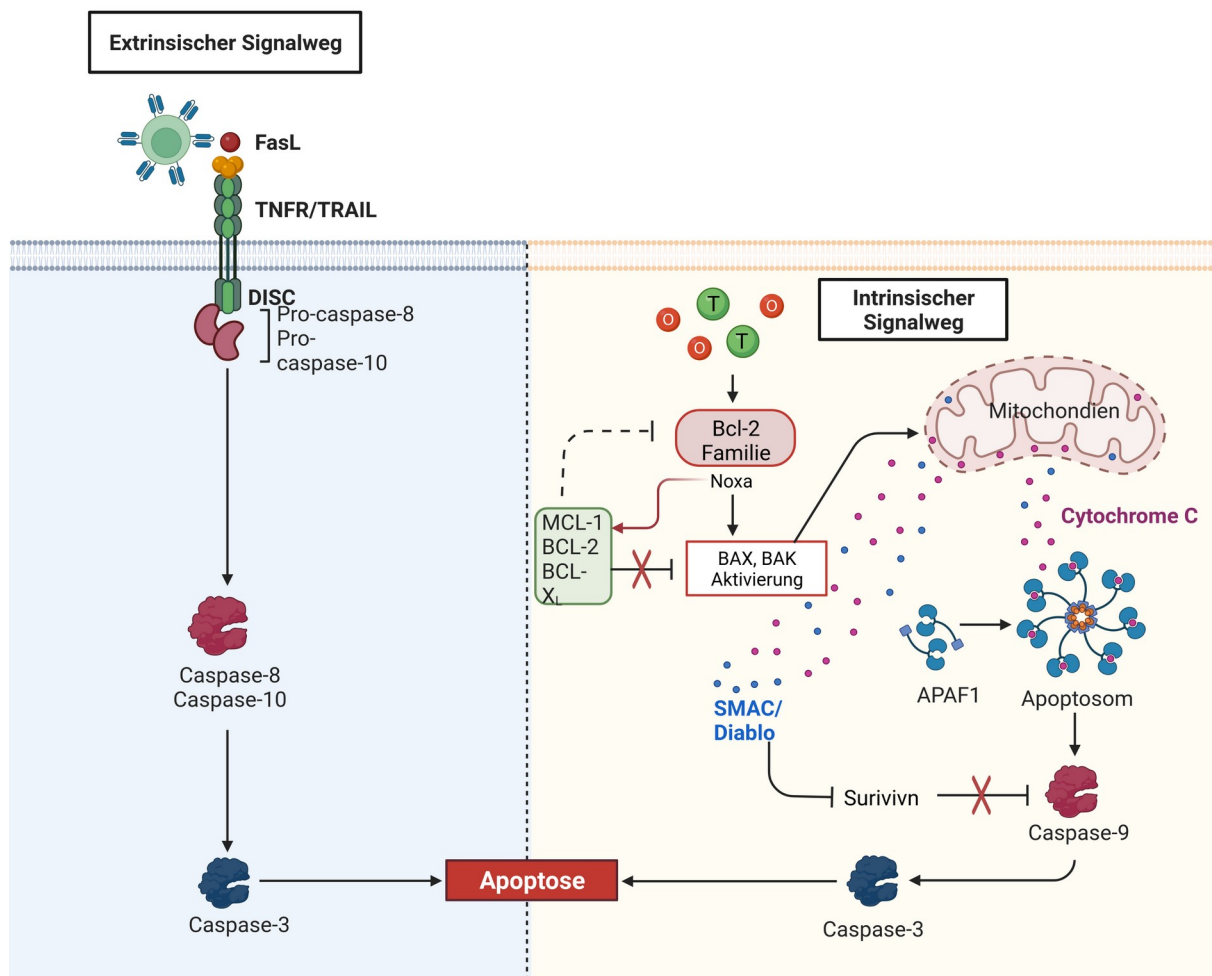 Extrinsischer Signalweg
FasL
TNFR/TRAIL
DISC
Pro-caspase-8
Pro-
caspase-10
Caspase-8
Caspase-10
Caspase-3
Apoptose
Intrinsischer
Signalweg
O
T
O
O
T
Bcl-2
Familie
Noxa
MCL-1
BCL-2
BCL-
XL
BAX, BAK
Aktivierung
Mitochondien
Cytochrome C
APAF1
Apoptosom
SMAC/
Diablo
Surivivn
Caspase-9
Caspase-3